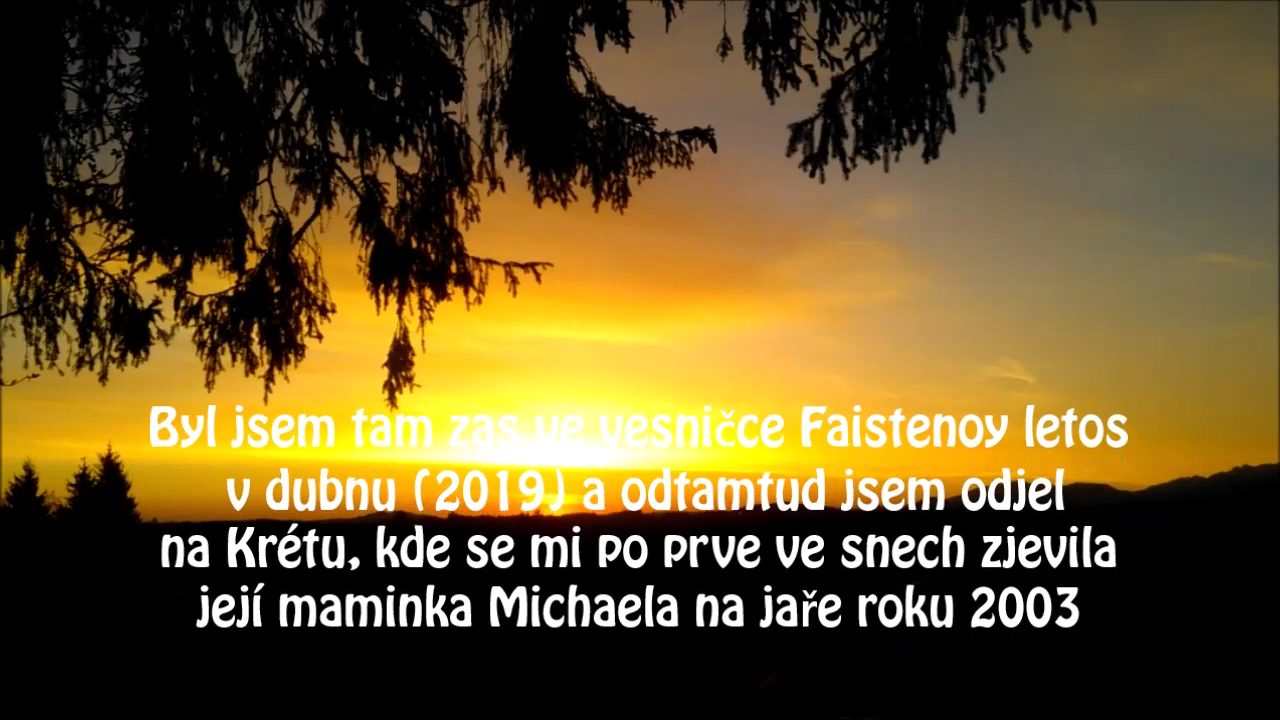 Byl jsem tam zas ve vesničce Faistenoy letos
v dubnu (2019) a odtamtud jsem odjel
na Krétu, kde se mi po prve ve snech zjevila
její maminka Michaela na jaře roku 2003